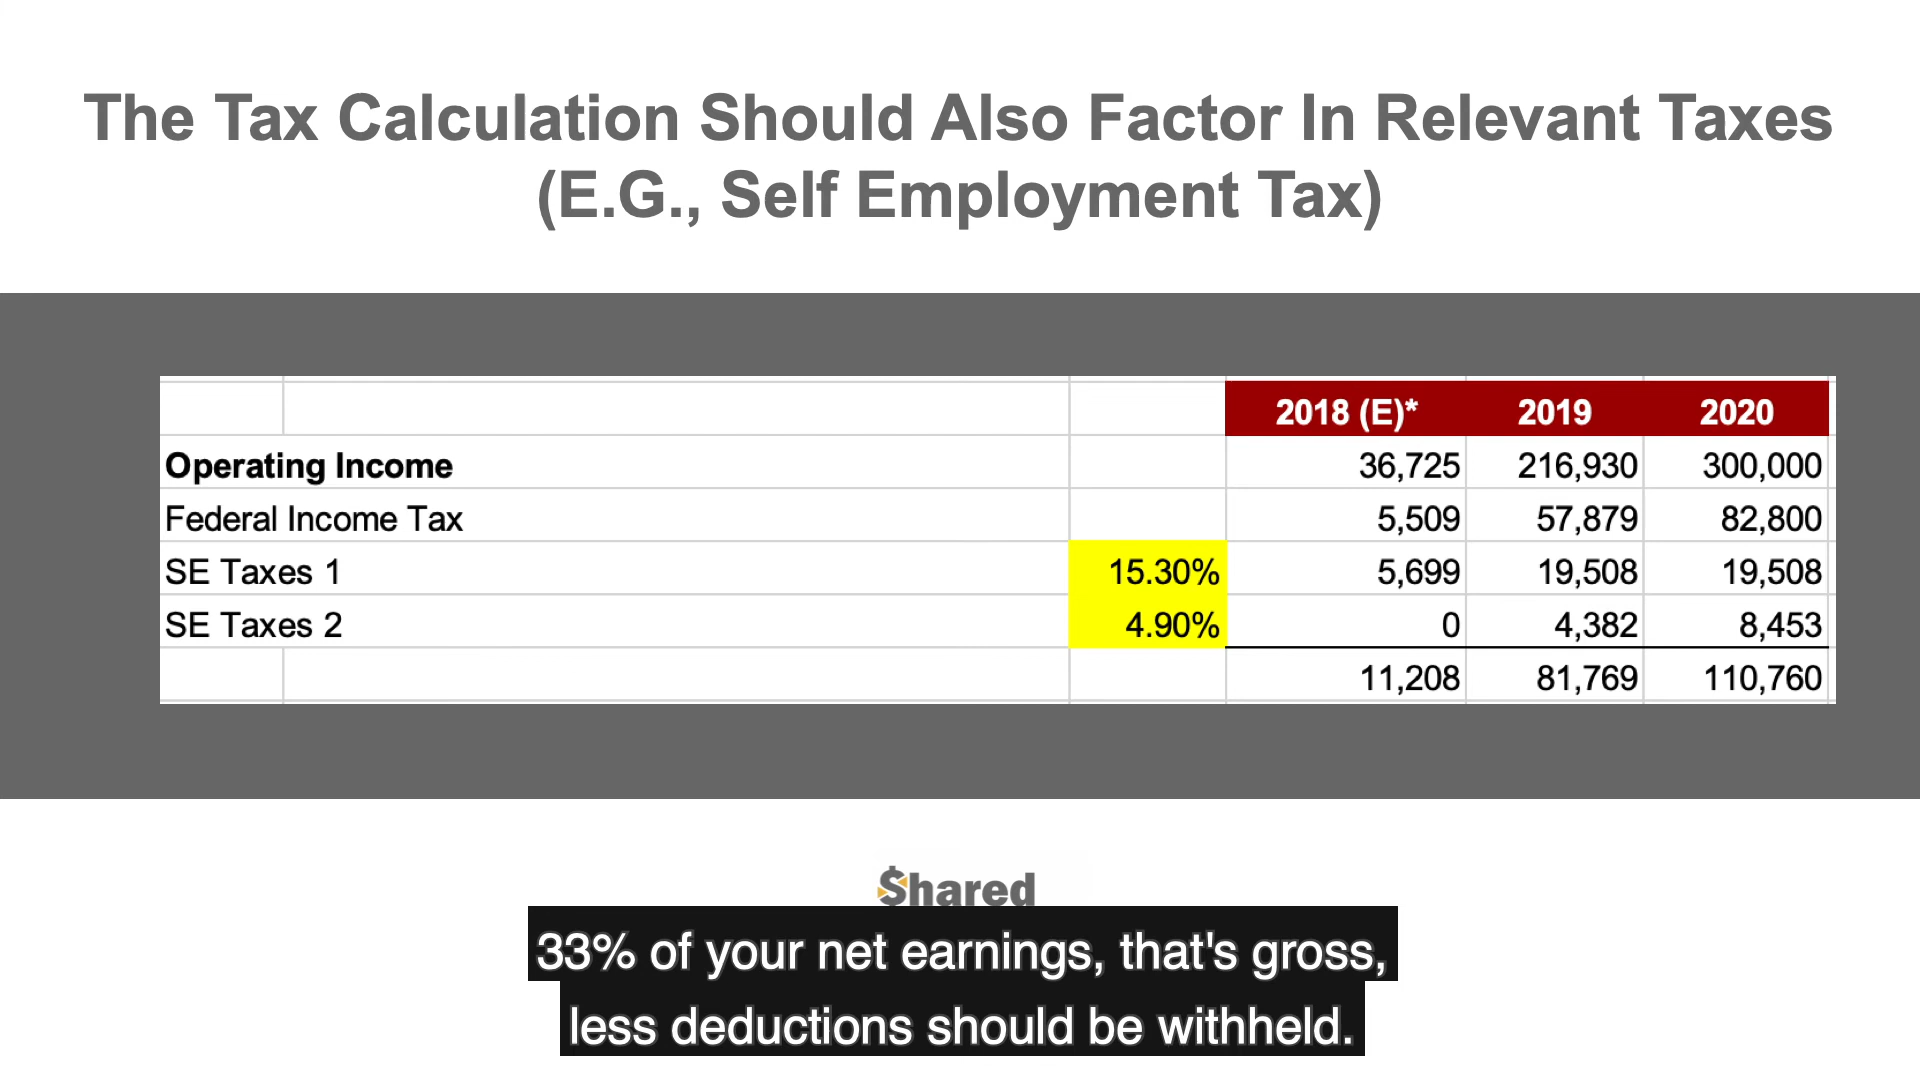 The Tax Calculation Should Also Factor In Relevant Taxes
(E.G., Self Employment Tax)
2018 (E)* 2019 2020
Operating Income 36,725 216,930 300,000
Federal Income Tax 5,509 57,879 82,800
SE Taxes 1 15.30% 5,699 19,508 19,508
SE Taxes 2 4.90% 0 4,382 8,453
11,208 81,769 110,760
$hared
33% of your net earnings, that's gross,
less deductions should be withheld.